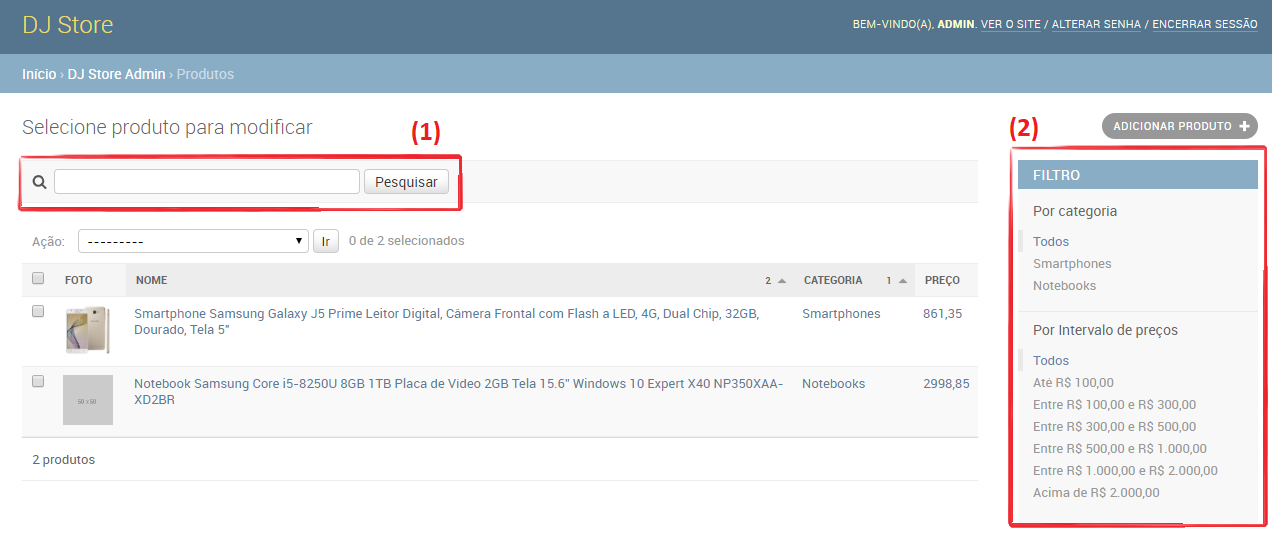 DJ Store
BEM-VINDO(A), ADMIN. VER O SITE / ALTERAR SENHA / ENCERRAR SESSÃO
Início › DJ Store Admin › Produtos
Selecione produto para modificar
(1)
Pesquisar
Ação:
---------
Ir
0 de 2 selecionados
FOTO NOME 2 CATEGORIA 1 PREÇO
Smartphone Samsung Galaxy J5 Prime Leitor Digital, Câmera Frontal com Flash a LED, 4G, Dual Chip, 32GB,
Dourado, Tela 5"
Smartphones
861,35
50 x 50
Notebook Samsung Core i5-8250U 8GB 1TB Placa de Video 2GB Tela 15.6" Windows 10 Expert X40 NP350XAA-
XD2BR
Notebooks
2998,85
2 produtos
(2)
ADICIONAR PRODUTO +
FILTRO
Por categoria
Todos
Smartphones
Notebooks
Por Intervalo de preços
Todos
Até R$ 100,00
Entre R$ 100,00 e R$ 300,00
Entre R$ 300,00 e R$ 500,00
Entre R$ 500,00 e R$ 1.000,00
Entre R$ 1.000,00 e R$ 2.000,00
Acima de R$ 2.000,00